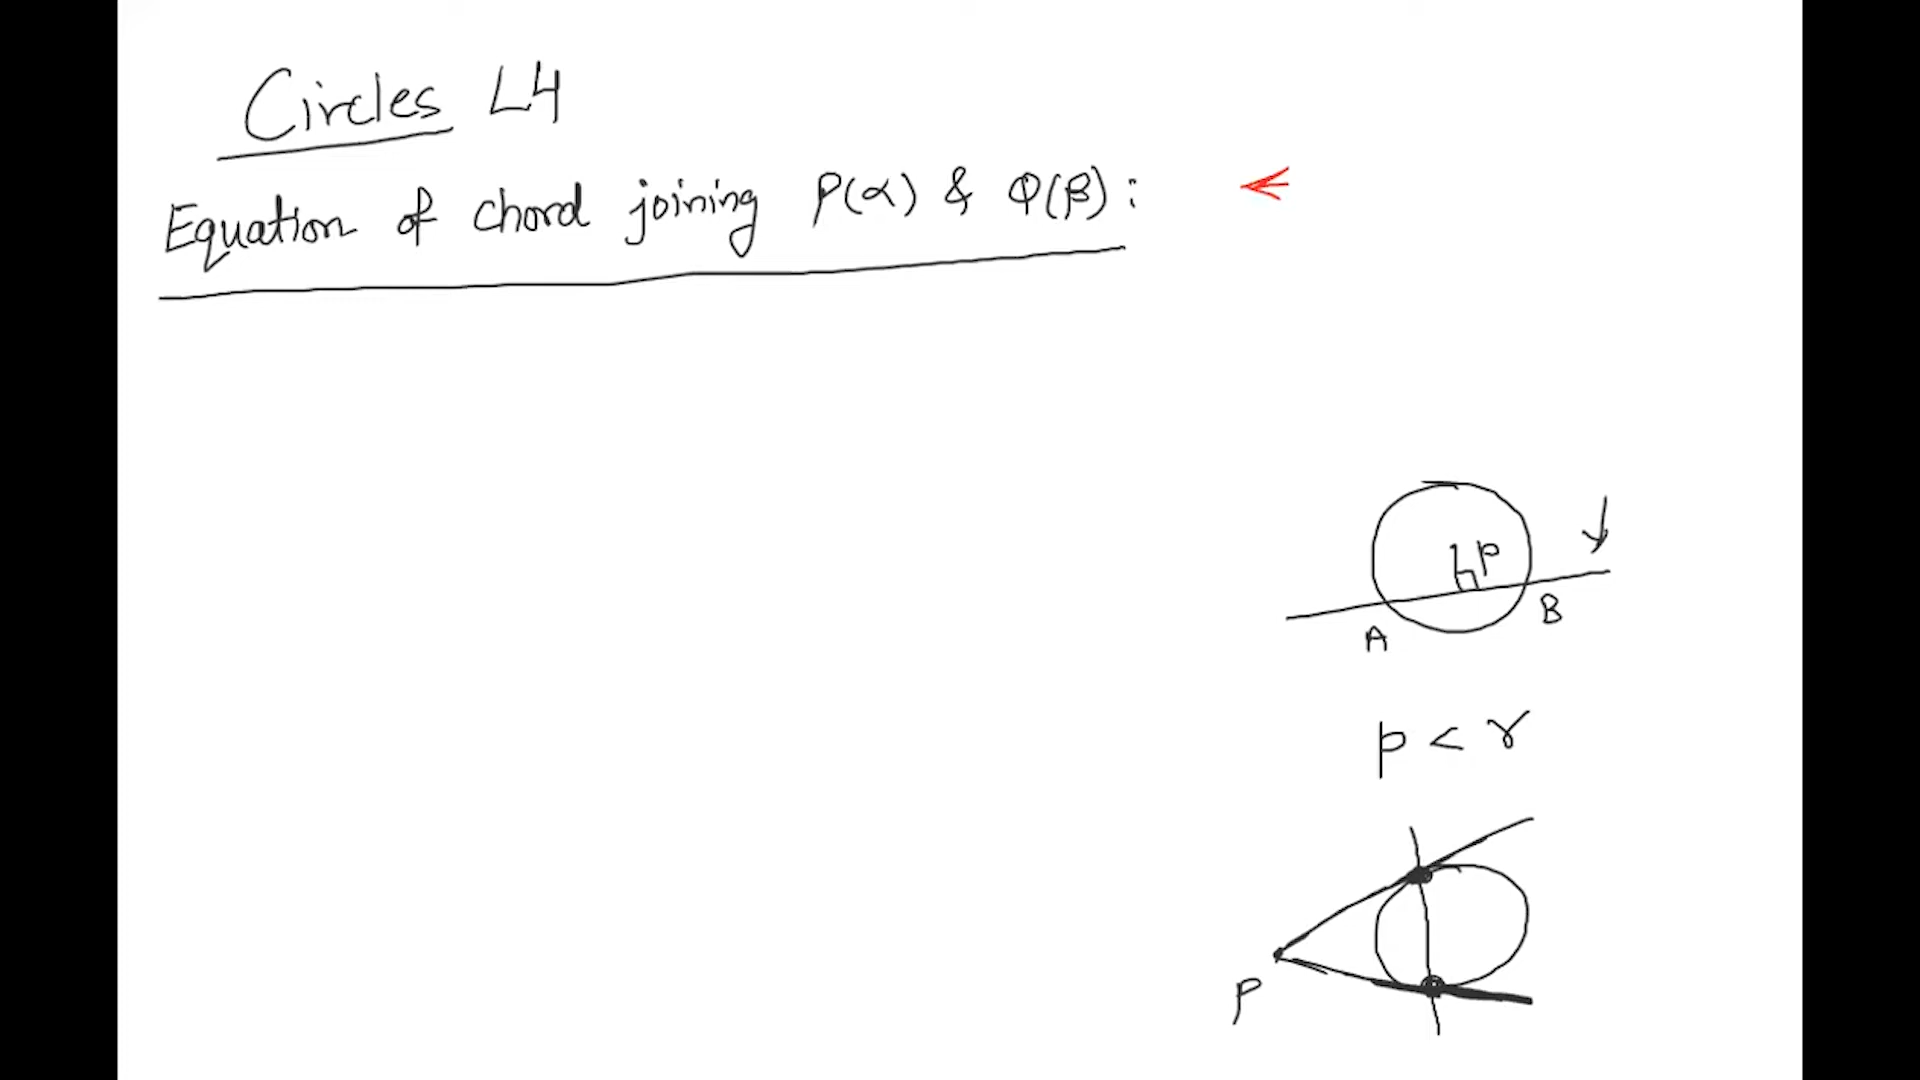 Circles L4
Equation of chord joining P(α) & Q(β):
p
A B
p < r
P